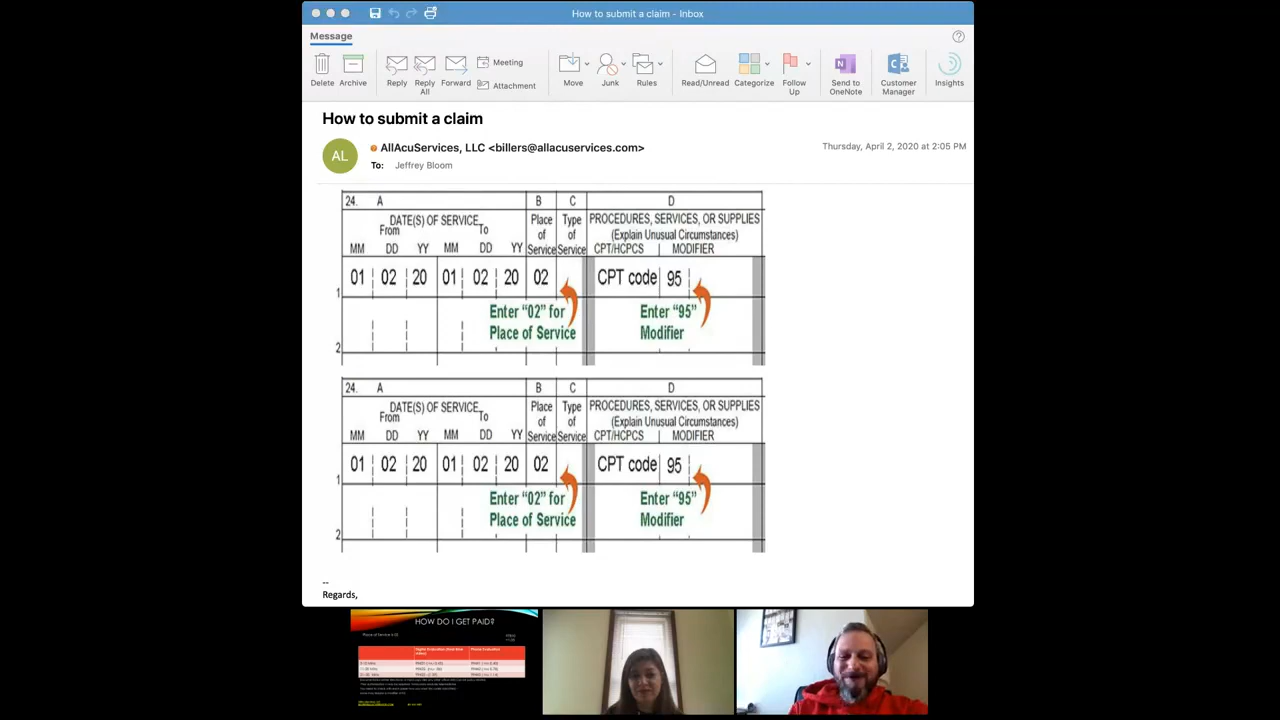 How to submit a claim - Inbox
Message
Delete
Archive
Reply
Reply All
Forward
Meeting
Attachment
Move
Junk
Rules
Read/Unread
Categorize
Follow Up
Send to OneNote
Customer Manager
Insights
How to submit a claim
AL
AllAcuServices, LLC <billers@allacuservices.com>
Thursday, April 2, 2020 at 2:05 PM
To: Jeffrey Bloom
24. A B C D
DATE(S) OF SERVICE
From To
Place of Service
Type of Service
PROCEDURES, SERVICES, OR SUPPLIES
(Explain Unusual Circumstances)
MM DD YY MM DD YY
CPT/HCPCS | MODIFIER
1 01 02 20 01 02 20 02 CPT code 95
Enter "02" for
Place of Service
Enter "95"
Modifier
2
24. A B C D
DATE(S) OF SERVICE
From To
Place of Service
Type of Service
PROCEDURES, SERVICES, OR SUPPLIES
(Explain Unusual Circumstances)
MM DD YY MM DD YY
CPT/HCPCS | MODIFIER
1 01 02 20 01 02 20 02 CPT code 95
Enter "02" for
Place of Service
Enter "95"
Modifier
2
--
Regards,
HOW DO I GET PAID?